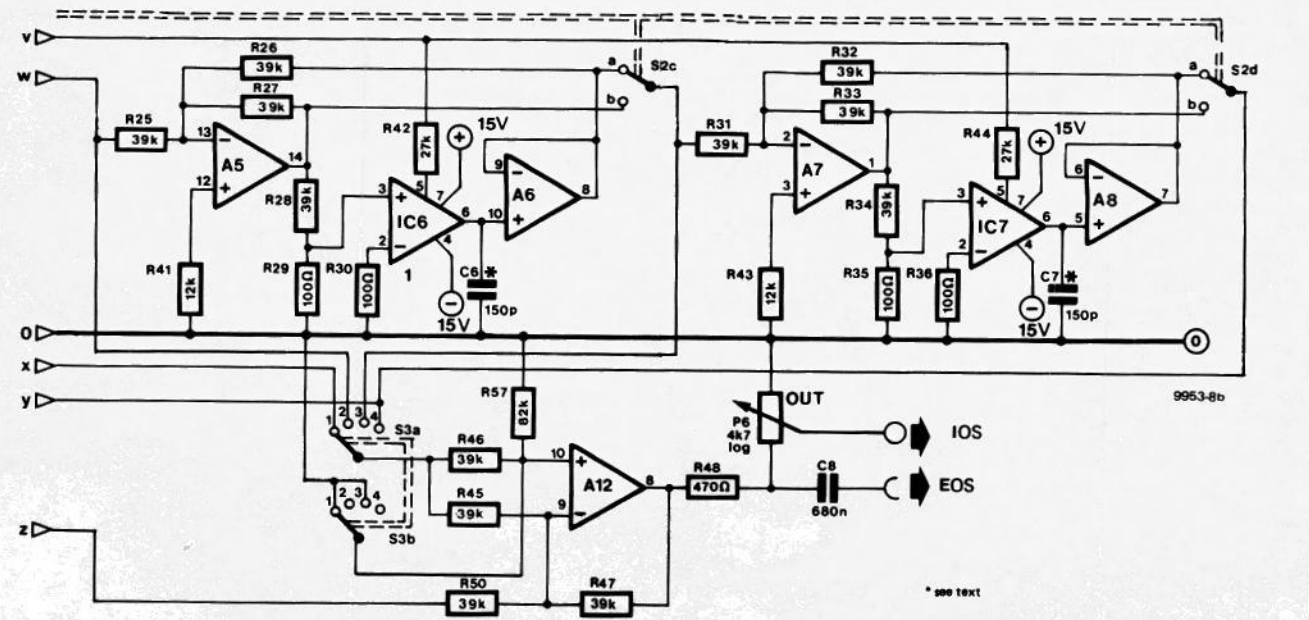 v
w
R26
39k
R27
39k
R25
39k
13
12
A5
14
R28
39k
R41
12k
R29
100Ω
R30
100Ω
R42
27k
+
15V
3
2
5
7
IC6
6
4
1
−
15V
C6
*
150p
9
10
A6
8
a
b
S2c
R31
39k
R32
39k
R33
39k
2
3
A7
1
R34
39k
R43
12k
R35
100Ω
R36
100Ω
R44
27k
+
15V
3
2
5
7
IC7
6
4
−
15V
C7
*
150p
6
5
A8
7
a
b
S2d
0
0
x
y
z
1
2
3
4
S3a
1
2
3
4
S3b
R57
82k
R46
39k
R45
39k
10
9
A12
8
R48
470Ω
OUT
P6
4k7
log
C8
680n
IOS
EOS
R50
39k
R47
39k
9953-8b
* see text